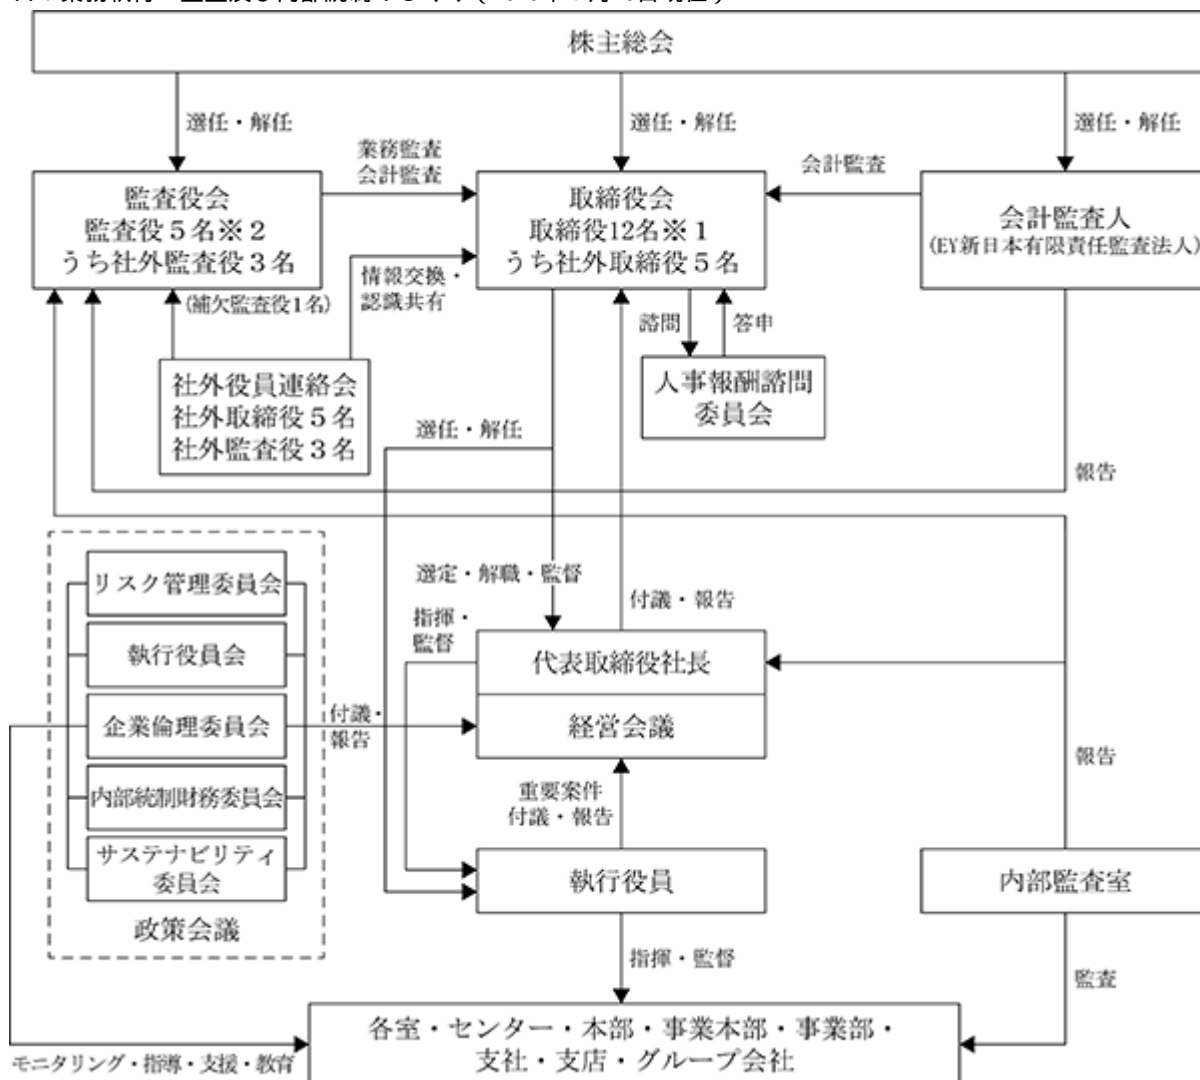 株主総会
選任・解任
選任・解任
選任・解任
業務監査
会計監査
会計監査
監査役会
監査役5名※2
うち社外監査役3名
取締役会
取締役12名※1
うち社外取締役5名
会計監査人
(EY新日本有限責任監査法人)
(補欠監査役1名)
情報交換・
認識共有
諮問
答申
社外役員連絡会
社外取締役5名
社外監査役3名
人事報酬諮問
委員会
選任・解任
報告
リスク管理委員会
執行役員会
企業倫理委員会
内部統制財務委員会
サステナビリティ
委員会
政策会議
選定・解職・監督
付議・報告
指揮・
監督
代表取締役社長
経営会議
付議・
報告
報告
重要案件
付議・報告
執行役員
内部監査室
指揮・監督
監査
各室・センター・本部・事業本部・事業部・
支社・支店・グループ会社
モニタリング・指導・支援・教育